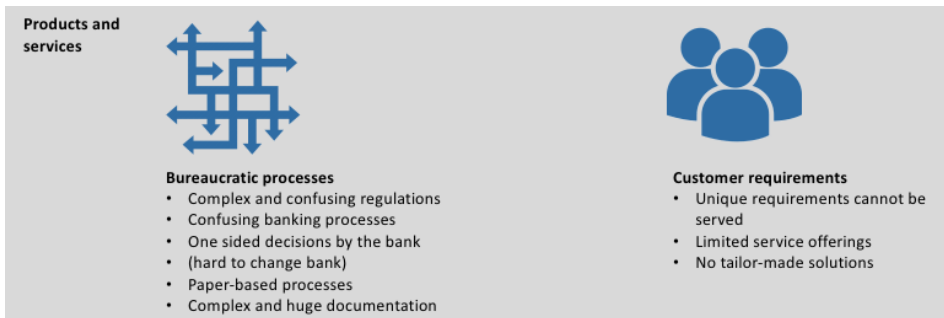 Products and
services
Bureaucratic processes
• Complex and confusing regulations
• Confusing banking processes
• One sided decisions by the bank
• (hard to change bank)
• Paper-based processes
• Complex and huge documentation
Customer requirements
• Unique requirements cannot be
served
• Limited service offerings
• No tailor-made solutions